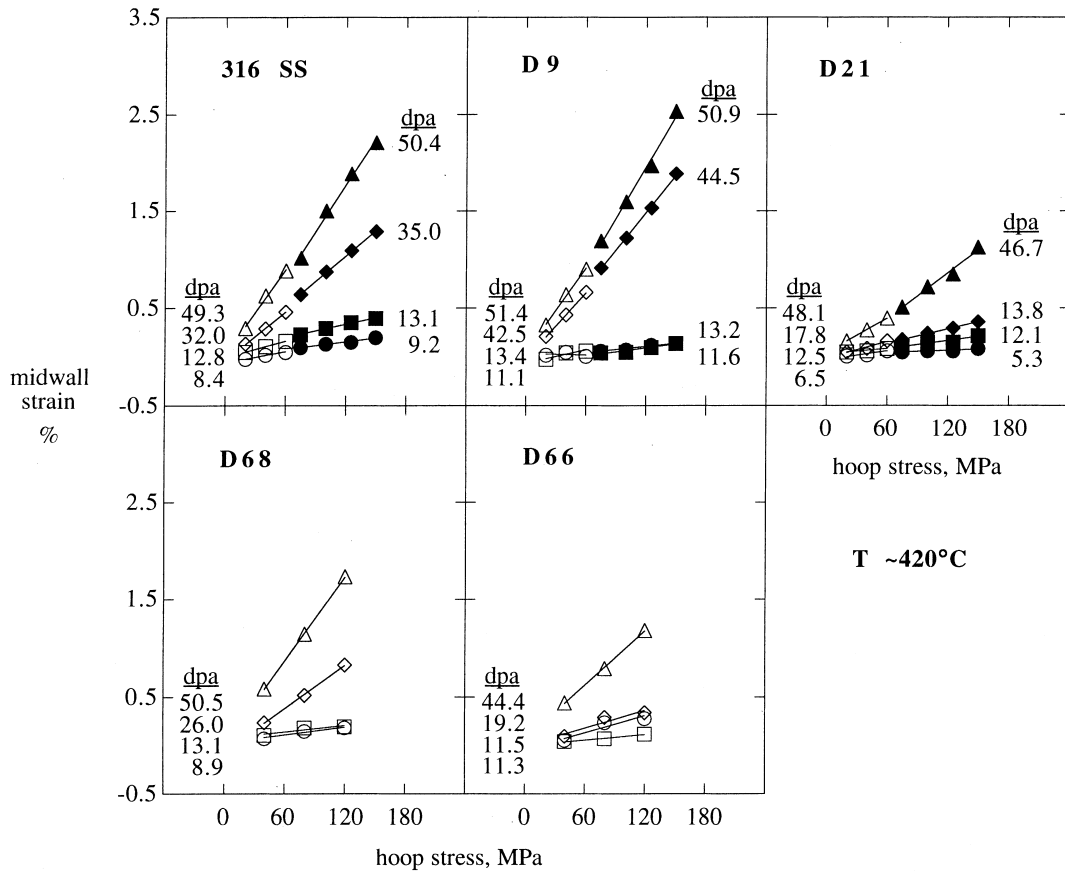 3.5
2.5
1.5
0.5
-0.5
midwall
strain
%
316 SS
dpa
50.4
35.0
13.1
9.2
dpa
49.3
32.0
12.8
8.4
D 9
dpa
50.9
44.5
13.2
11.6
dpa
51.4
42.5
13.4
11.1
D 21
dpa
46.7
13.8
12.1
5.3
dpa
48.1
17.8
12.5
6.5
0 60 120 180
hoop stress, MPa
2.5
1.5
0.5
-0.5
D 68
dpa
50.5
26.0
13.1
8.9
0 60 120 180
D 66
dpa
44.4
19.2
11.5
11.3
0 60 120 180
hoop stress, MPa
T ~420°C